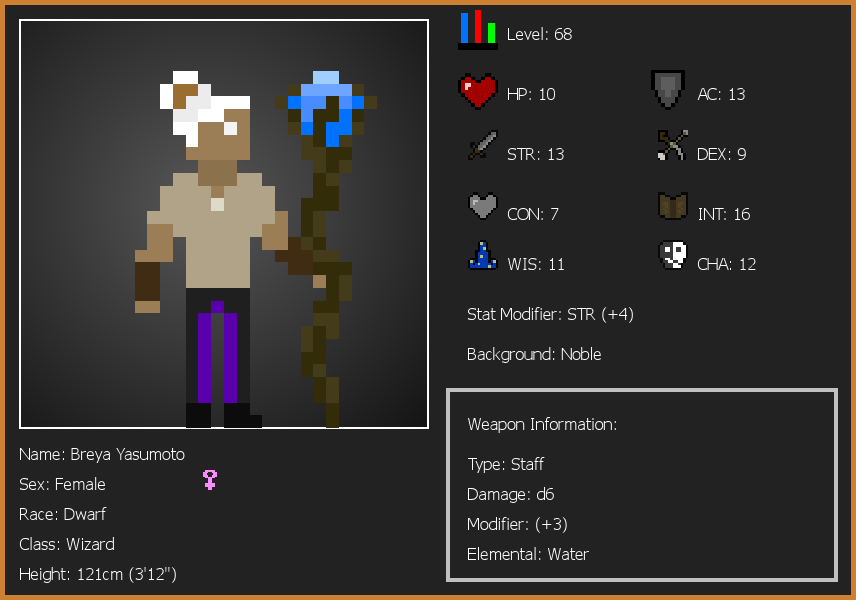 Level: 68
HP: 10
AC: 13
STR: 13
DEX: 9
CON: 7
INT: 16
WIS: 11
CHA: 12
Stat Modifier: STR (+4)
Background: Noble
Weapon Information:
Type: Staff
Damage: d6
Modifier: (+3)
Elemental: Water
Name: Breya Yasumoto
Sex: Female
Race: Dwarf
Class: Wizard
Height: 121cm (3'12")